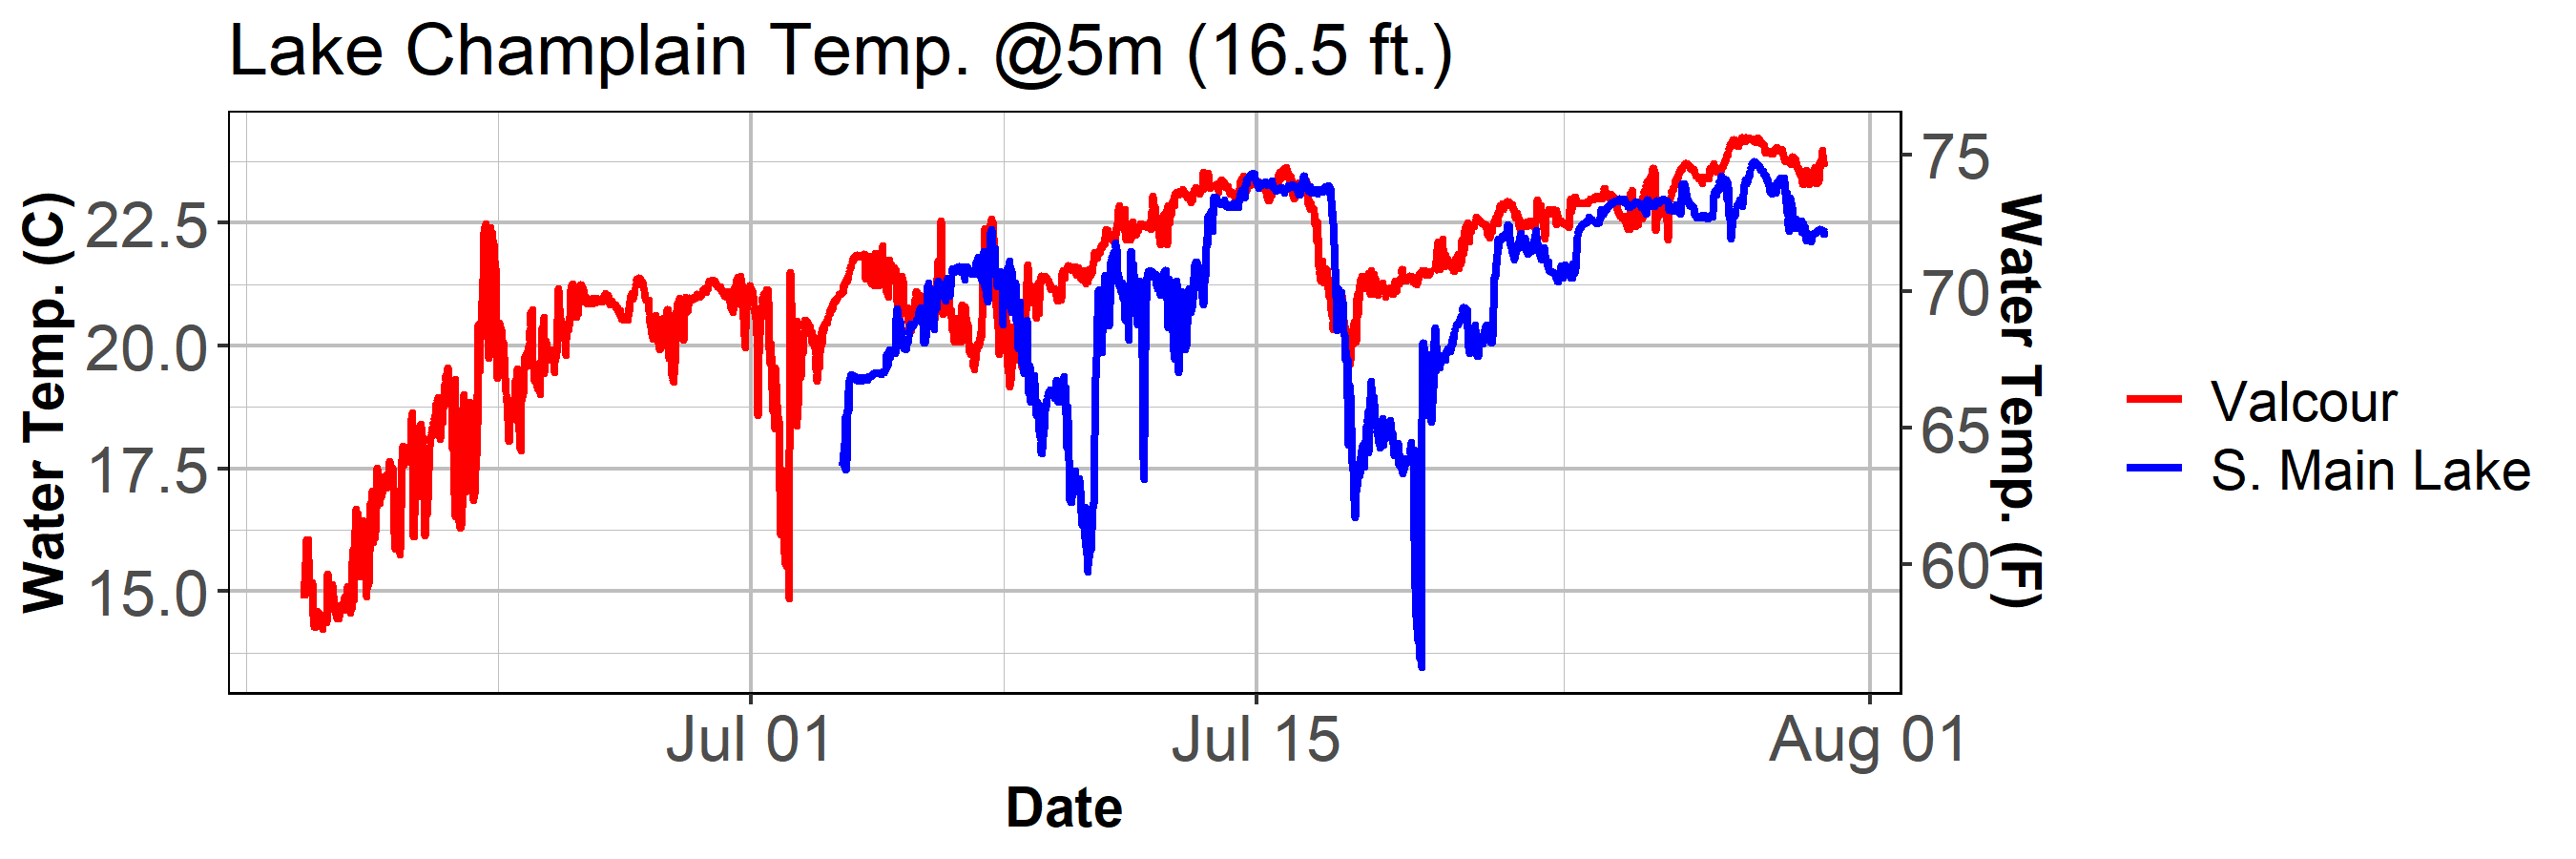 Lake Champlain Temp. @5m (16.5 ft.)
Water Temp. (C)
22.5
20.0
17.5
15.0
75
70
65
60
Water Temp. (F)
Jul 01
Jul 15
Aug 01
Date
Valcour
S. Main Lake